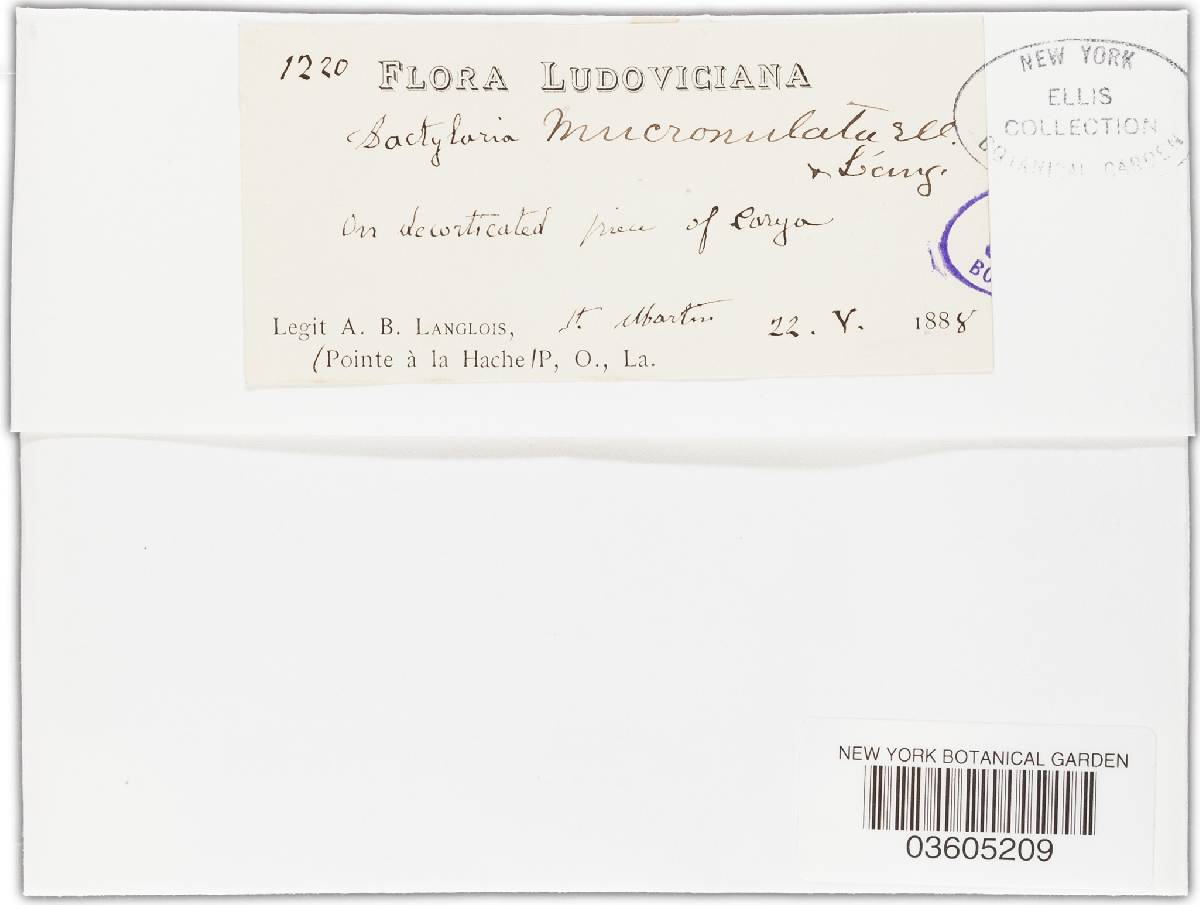 1220 FLORA LUDOVICIANA
Dactylaria mucronulata Ell.
& Lang.
On decorticated piece of Carya
Legit A. B. LANGLOIS, St. Martin 22. V. 1888
(Pointe à la Hache/P, O., La.
NEW YORK
ELLIS
COLLECTION
BOTANICAL GARDEN
BO
NEW YORK BOTANICAL GARDEN
03605209